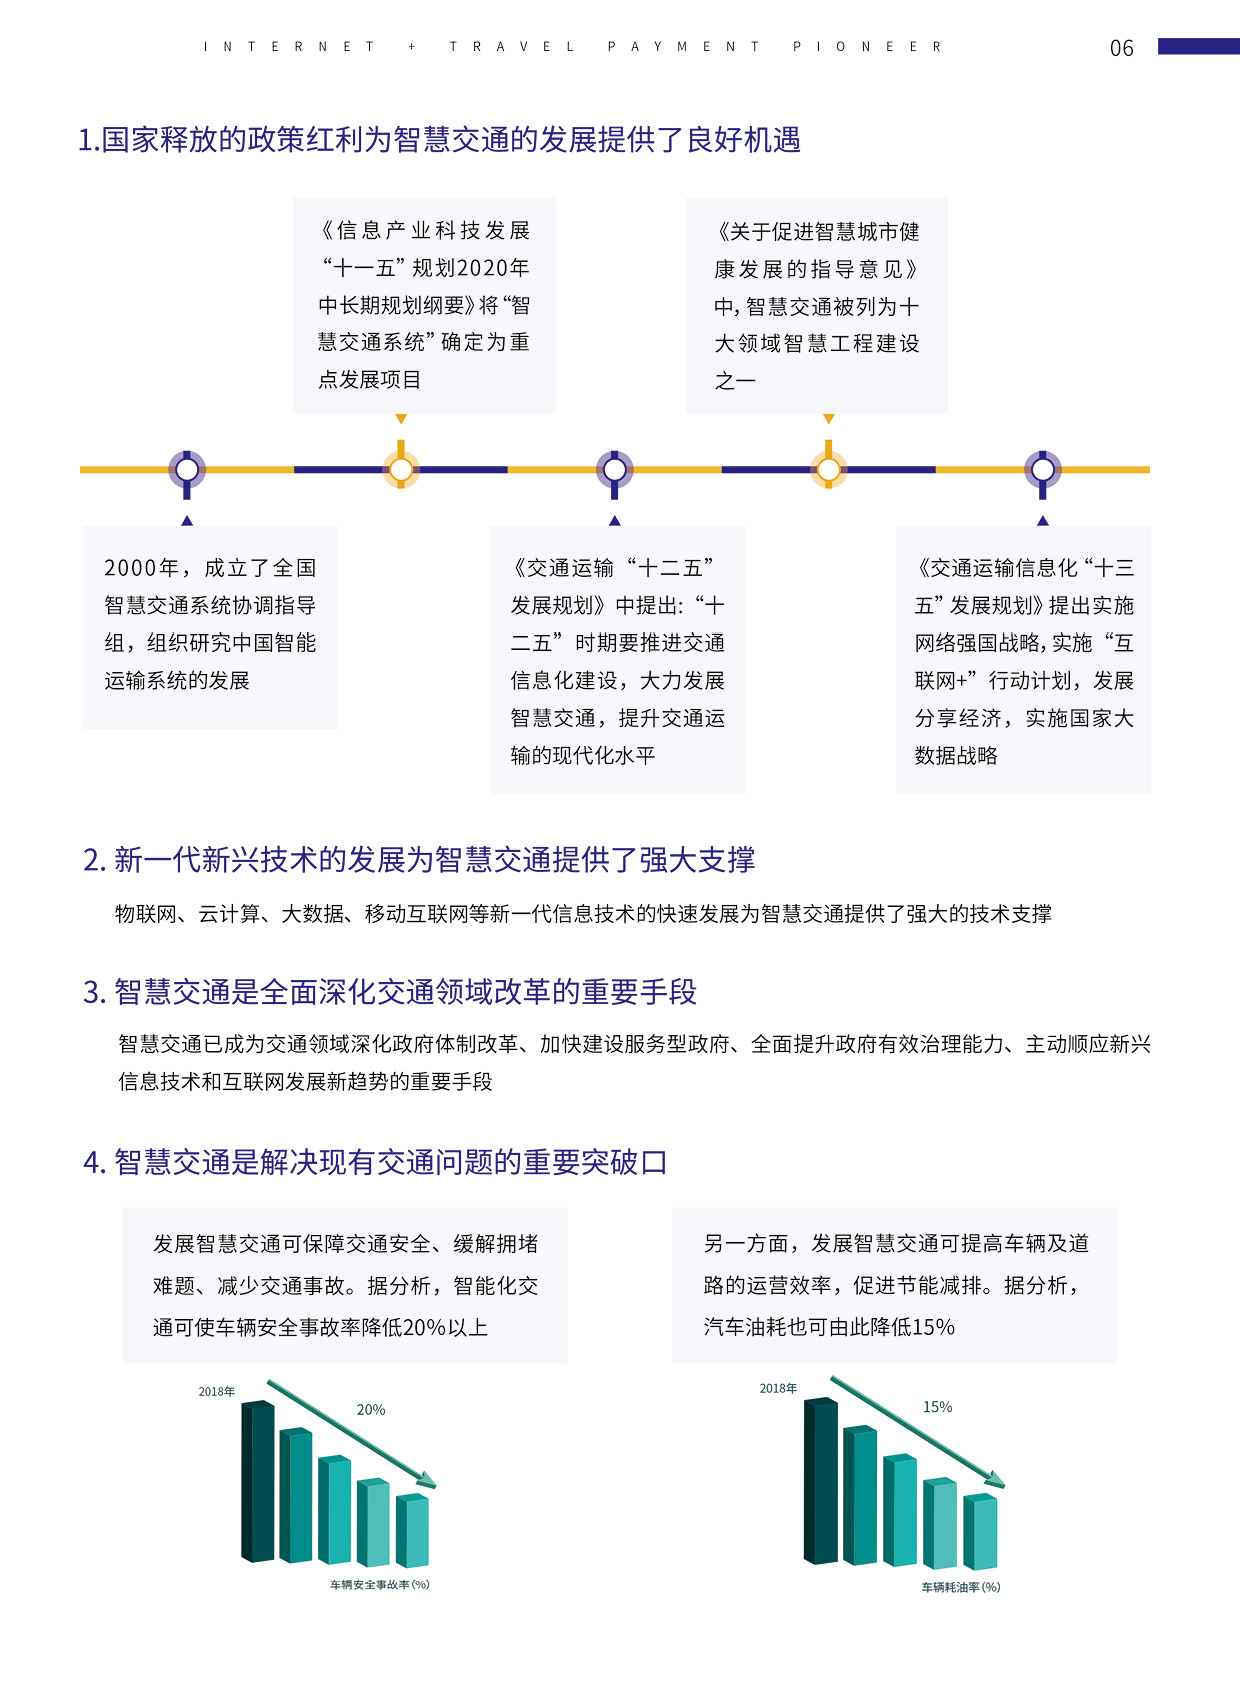 INTERNET + TRAVEL PAYMENT PIONEER
06
1.国家释放的政策红利为智慧交通的发展提供了良好机遇
《信息产业科技发展
“十一五”规划2020年
中长期规划纲要》将“智
慧交通系统”确定为重
点发展项目
《关于促进智慧城市健
康发展的指导意见》
中，智慧交通被列为十
大领域智慧工程建设
之一
2000年，成立了全国
智慧交通系统协调指导
组，组织研究中国智能
运输系统的发展
《交通运输“十二五”
发展规划》中提出:“十
二五”时期要推进交通
信息化建设，大力发展
智慧交通，提升交通运
输的现代化水平
《交通运输信息化“十三
五”发展规划》提出实施
网络强国战略，实施“互
联网+”行动计划，发展
分享经济，实施国家大
数据战略
2. 新一代新兴技术的发展为智慧交通提供了强大支撑
物联网、云计算、大数据、移动互联网等新一代信息技术的快速发展为智慧交通提供了强大的技术支撑
3. 智慧交通是全面深化交通领域改革的重要手段
智慧交通已成为交通领域深化政府体制改革、加快建设服务型政府、全面提升政府有效治理能力、主动顺应新兴
信息技术和互联网发展新趋势的重要手段
4. 智慧交通是解决现有交通问题的重要突破口
发展智慧交通可保障交通安全、缓解拥堵
难题、减少交通事故。据分析，智能化交
通可使车辆安全事故率降低20%以上
另一方面，发展智慧交通可提高车辆及道
路的运营效率，促进节能减排。据分析，
汽车油耗也可由此降低15%
2018年
20%
车辆安全事故率(%)
2018年
15%
车辆耗油率(%)